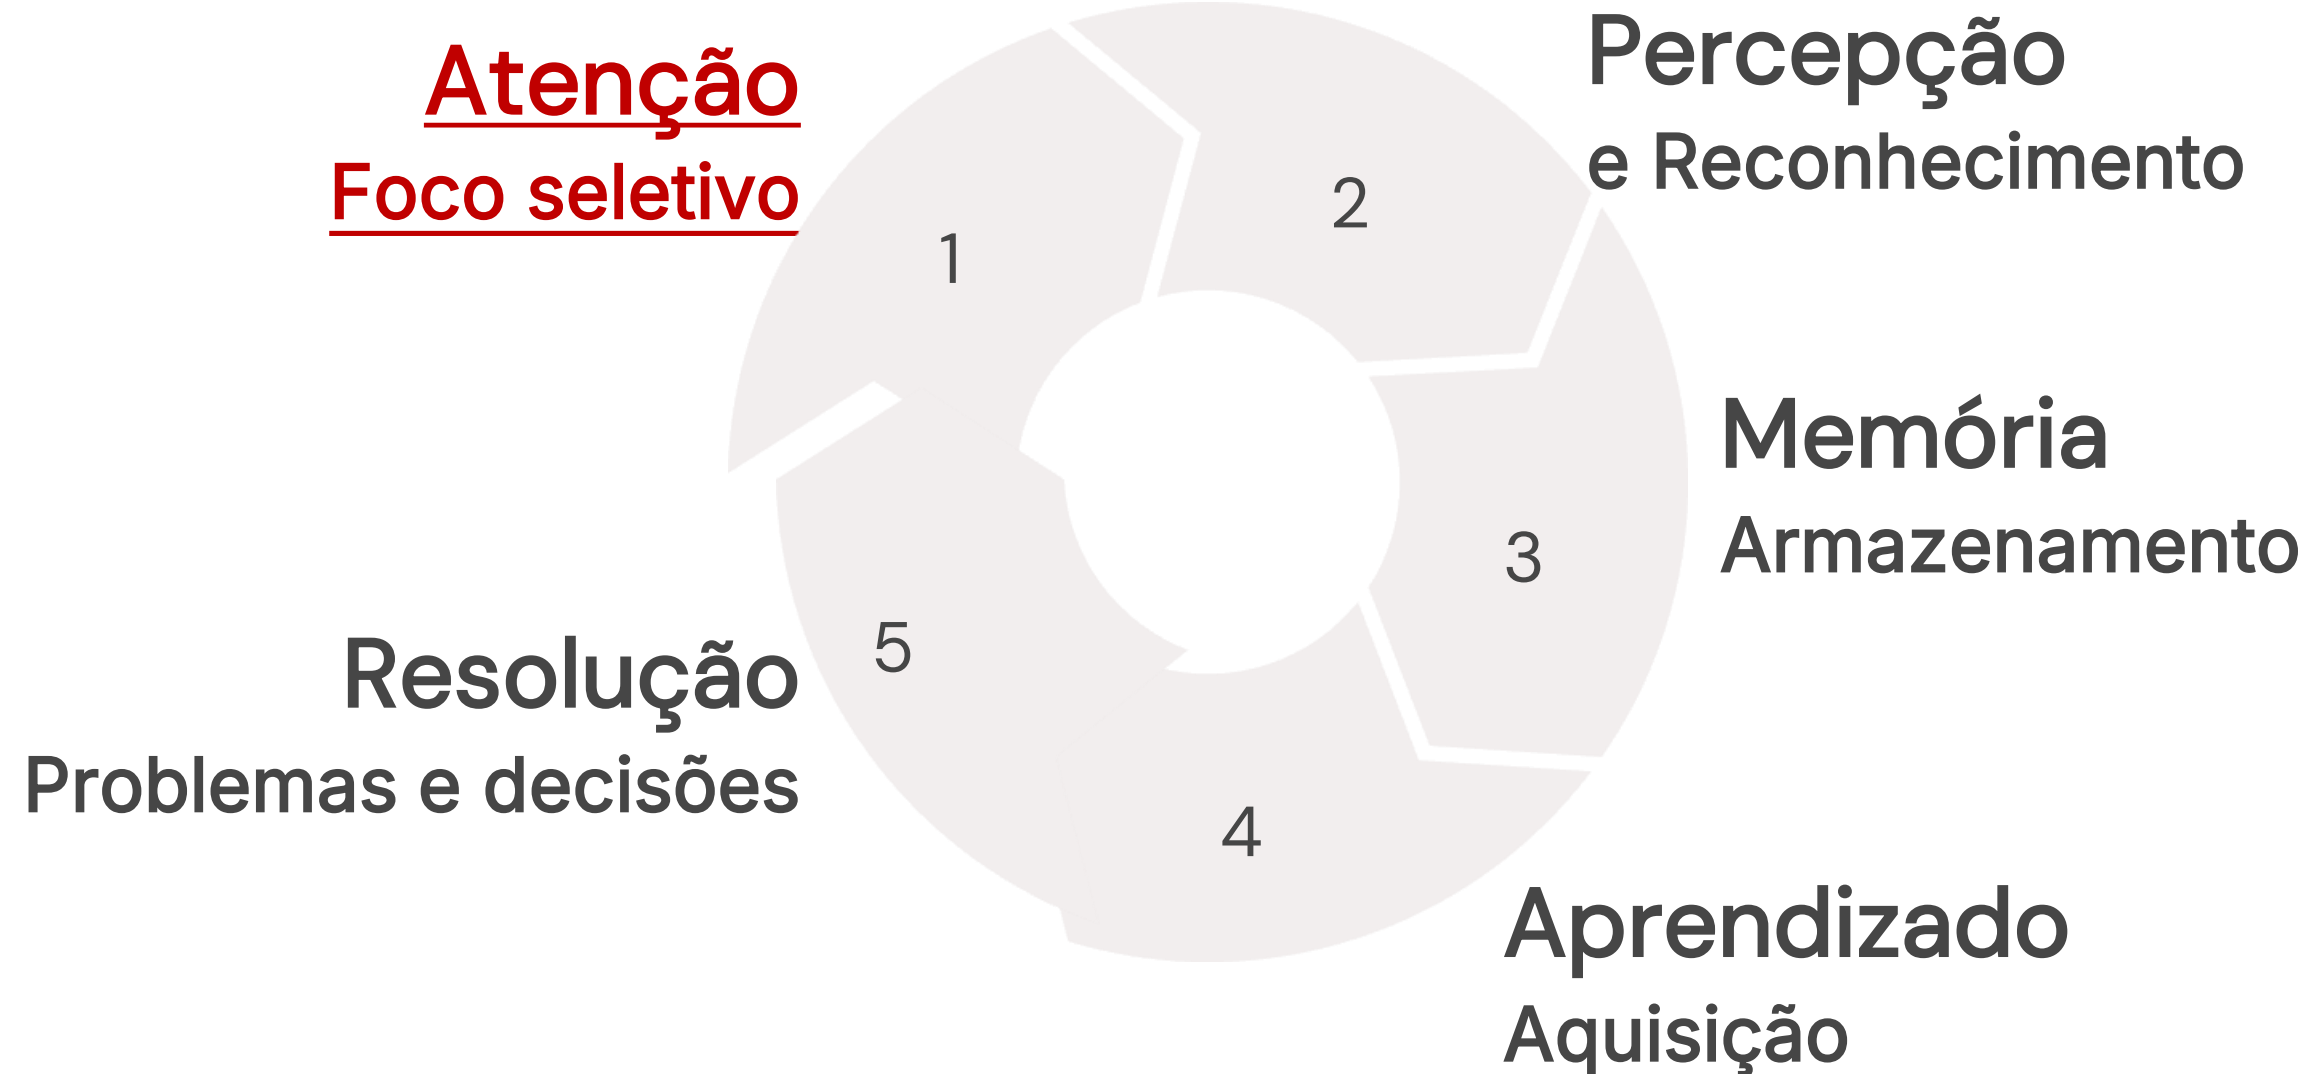 Atenção
Foco seletivo
1
2
Percepção
e Reconhecimento
3
Memória
Armazenamento
4
Aprendizado
Aquisição
5
Resolução
Problemas e decisões